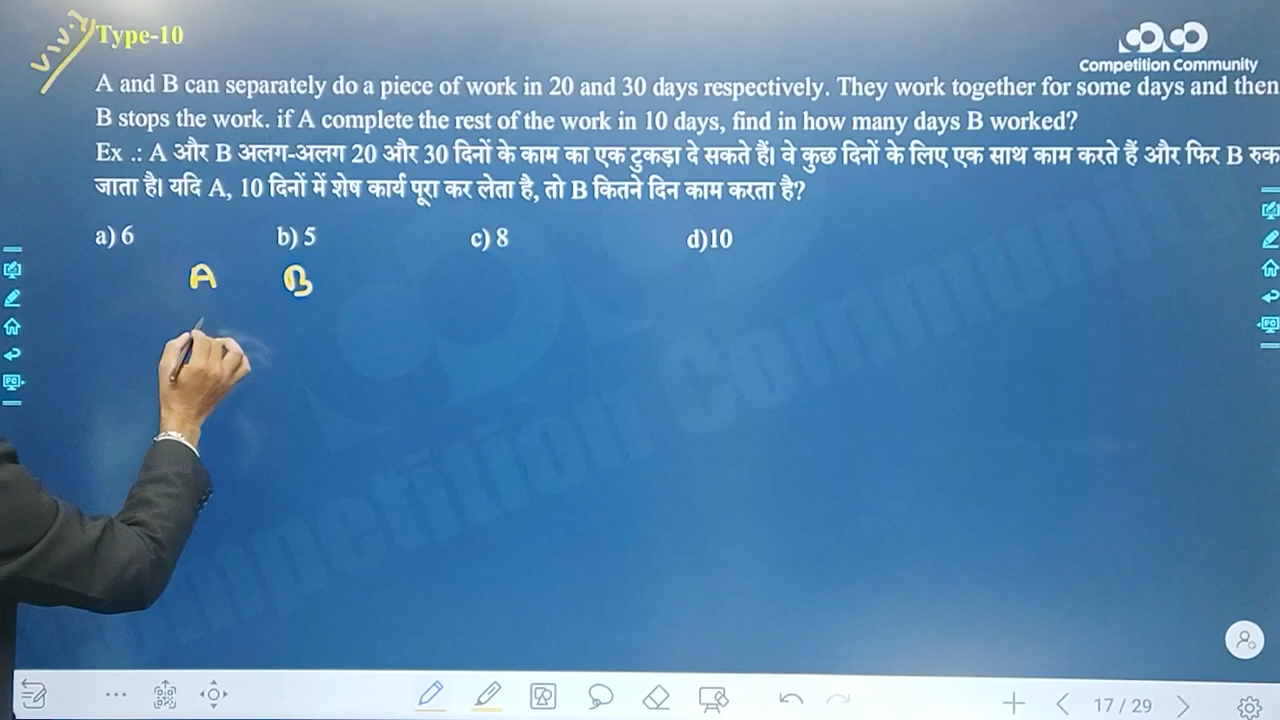 V.V.I
Type-10
Competition Community
A and B can separately do a piece of work in 20 and 30 days respectively. They work together for some days and then
B stops the work. if A complete the rest of the work in 10 days, find in how many days B worked?
Ex .: A और B अलग-अलग 20 और 30 दिनों के काम का एक टुकड़ा दे सकते हैं। वे कुछ दिनों के लिए एक साथ काम करते हैं और फिर B रुक
जाता है। यदि A, 10 दिनों में शेष कार्य पूरा कर लेता है, तो B कितने दिन काम करता है?
a) 6 b) 5 c) 8 d)10
A B
Competition Community
17 / 29